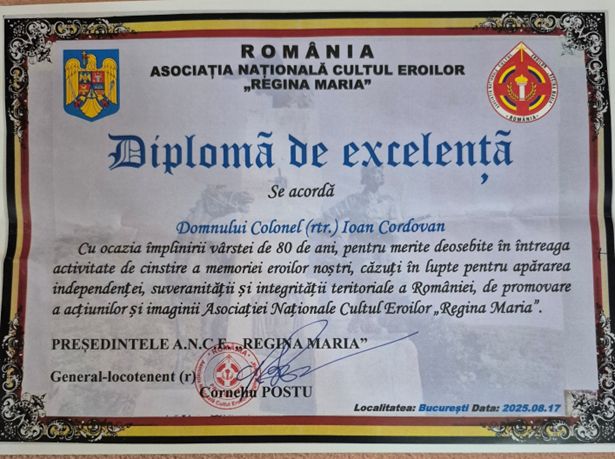 ROMÂNIA
ASOCIAȚIA NAȚIONALĂ CULTUL EROILOR
„REGINA MARIA”
ROMÂNIA
Diplomă de excelență
Se acordă
Domnului Colonel (rtr.) Ioan Cordovan
Cu ocazia împlinirii vârstei de 80 de ani, pentru merite deosebite în întreaga
activitate de cinstire a memoriei eroilor noștri, căzuți în lupte pentru apărarea
independenței, suveranității și integrității teritoriale a României, de promovare
a acțiunilor și imaginii Asociației Naționale Cultul Eroilor „Regina Maria”.
PREȘEDINTELE A.N.C.E. „REGINA MARIA”
General-locotenent (r)
Corneliu POSTU
Localitatea: București Data: 2025.08.17